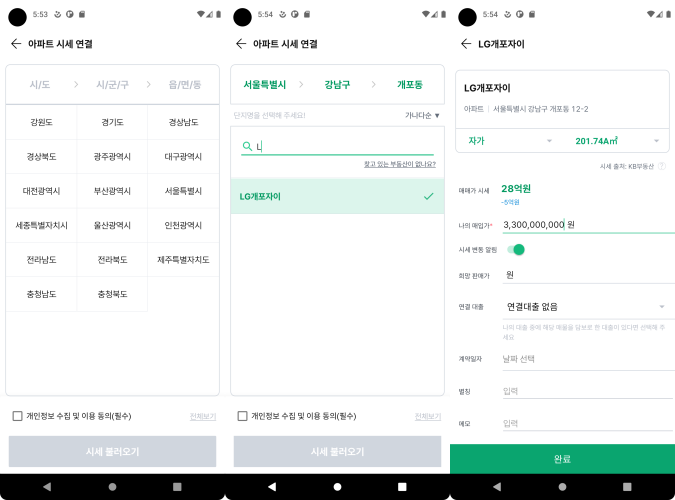 5:53
아파트 시세 연결
시/도 시/군/구 읍/면/동
강원도 경기도 경상남도
경상북도 광주광역시 대구광역시
대전광역시 부산광역시 서울특별시
세종특별자치시 울산광역시 인천광역시
전라남도 전라북도 제주특별자치도
충청남도 충청북도
개인정보 수집 및 이용 동의(필수) 전체보기
시세 불러오기
5:54
아파트 시세 연결
서울특별시 강남구 개포동
단지명을 선택해 주세요! 가나다순 ▼
L
찾고 있는 부동산이 없나요?
LG개포자이
개인정보 수집 및 이용 동의(필수) 전체보기
시세 불러오기
5:54
LG개포자이
LG개포자이
아파트 | 서울특별시 강남구 개포동 12-2
자가 201.74A㎡
시세 출처: KB부동산 ?
매매가 시세 28억원
-5억원
나의 매입가* 3,300,000,000 원
시세 변동 알림
희망 판매가 원
연결 대출 연결대출 없음
나의 대출 중에 해당 매물을 담보로 한 대출이 있다면 선택해 주
세요
계약일자 날짜 선택
별칭 입력
메모 입력
완료